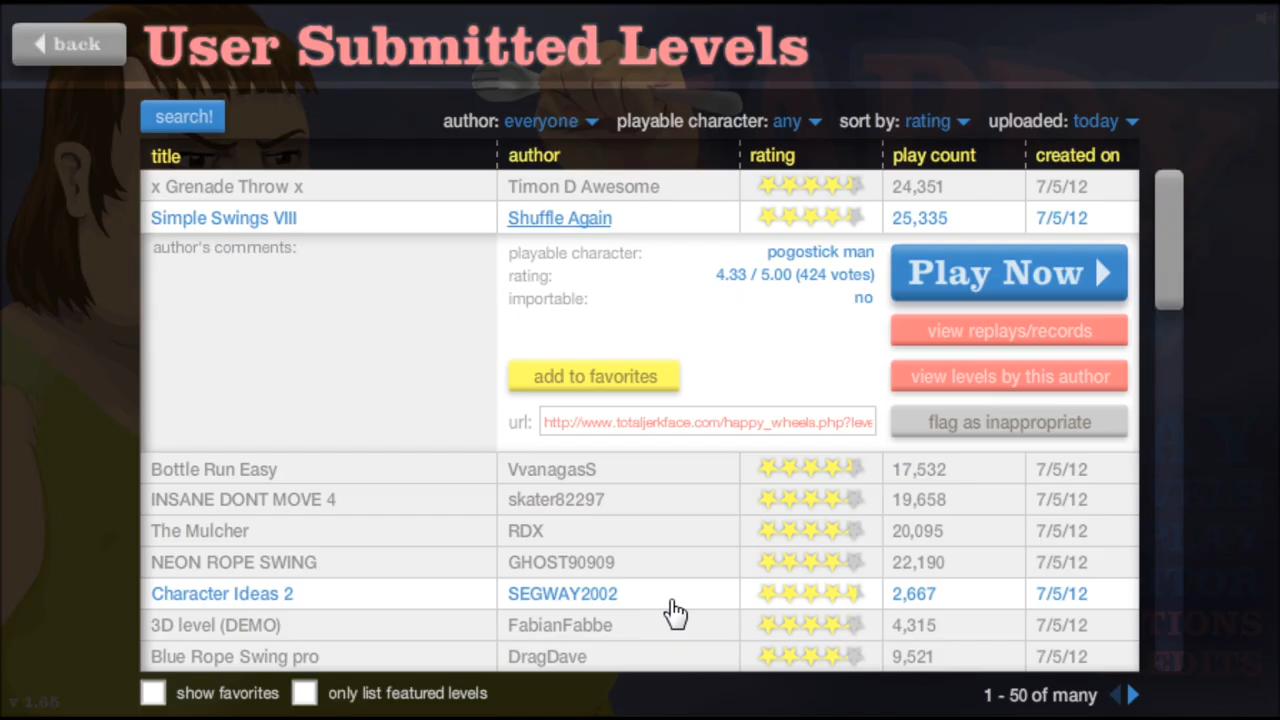 back
User Submitted Levels
search!
author: everyone playable character: any sort by: rating uploaded: today
title author rating play count created on
x Grenade Throw x Timon D Awesome 24,351 7/5/12
Simple Swings VIII Shuffle Again 25,335 7/5/12
author's comments:
playable character: pogostick man
rating: 4.33 / 5.00 (424 votes)
importable: no
Play Now
view replays/records
add to favorites
view levels by this author
url: http://www.totaljerkface.com/happy_wheels.php?leve
flag as inappropriate
Bottle Run Easy VvanagasS 17,532 7/5/12
INSANE DONT MOVE 4 skater82297 19,658 7/5/12
The Mulcher RDX 20,095 7/5/12
NEON ROPE SWING GHOST90909 22,190 7/5/12
Character Ideas 2 SEGWAY2002 2,667 7/5/12
3D level (DEMO) FabianFabbe 4,315 7/5/12
Blue Rope Swing pro DragDave 9,521 7/5/12
show favorites only list featured levels 1 - 50 of many
v 1.65